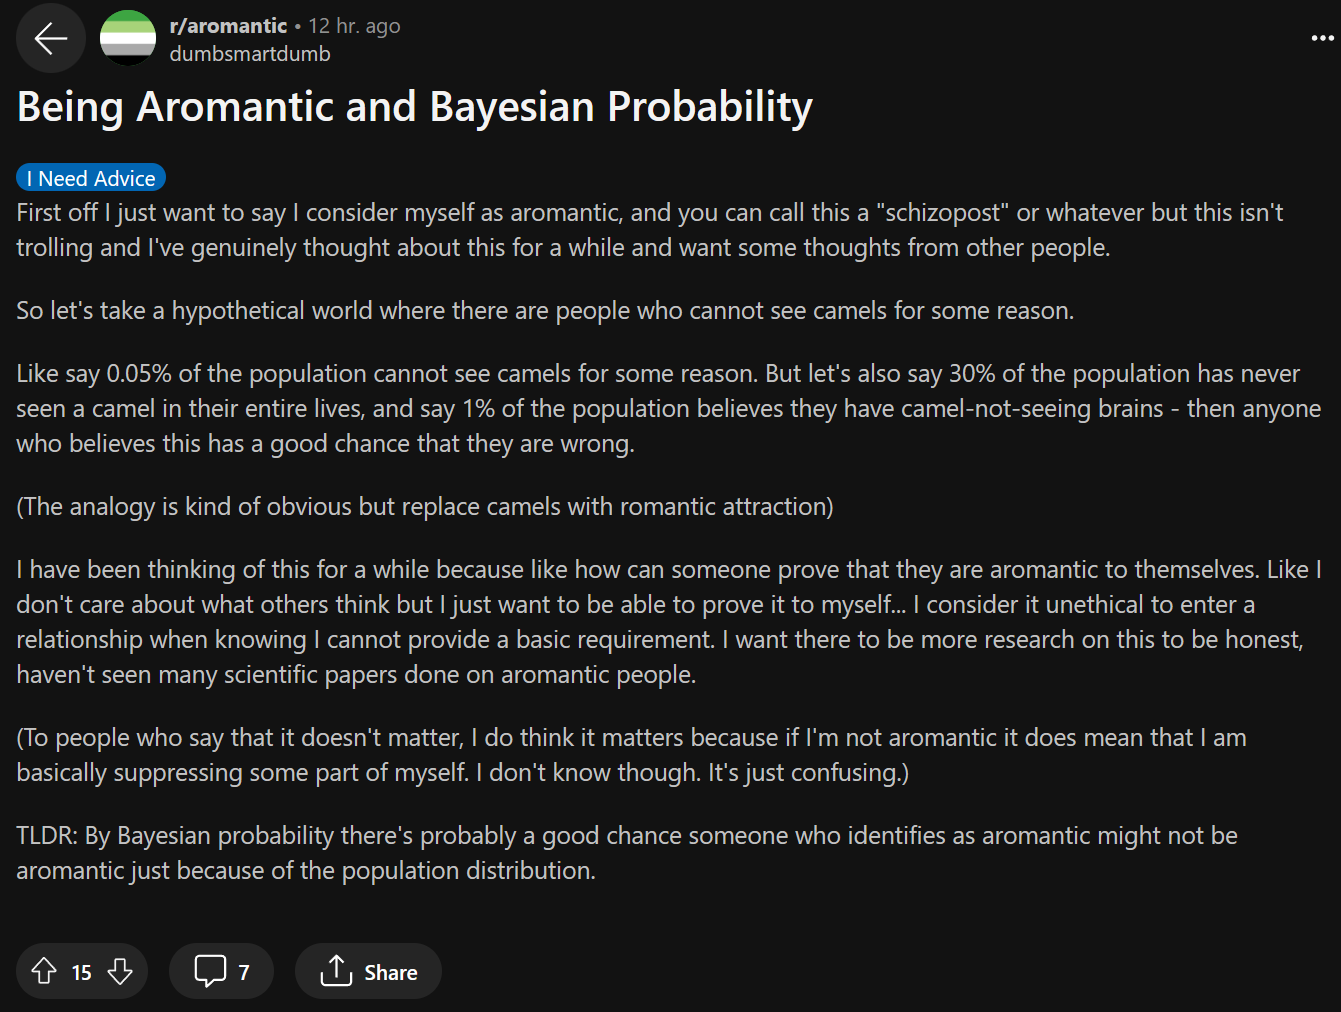 r/aromantic • 12 hr. ago
dumbsmartdumb
Being Aromantic and Bayesian Probability
I Need Advice
First off I just want to say I consider myself as aromantic, and you can call this a "schizopost" or whatever but this isn't
trolling and I've genuinely thought about this for a while and want some thoughts from other people.
So let's take a hypothetical world where there are people who cannot see camels for some reason.
Like say 0.05% of the population cannot see camels for some reason. But let's also say 30% of the population has never
seen a camel in their entire lives, and say 1% of the population believes they have camel-not-seeing brains - then anyone
who believes this has a good chance that they are wrong.
(The analogy is kind of obvious but replace camels with romantic attraction)
I have been thinking of this for a while because like how can someone prove that they are aromantic to themselves. Like I
don't care about what others think but I just want to be able to prove it to myself... I consider it unethical to enter a
relationship when knowing I cannot provide a basic requirement. I want there to be more research on this to be honest,
haven't seen many scientific papers done on aromantic people.
(To people who say that it doesn't matter, I do think it matters because if I'm not aromantic it does mean that I am
basically suppressing some part of myself. I don't know though. It's just confusing.)
TLDR: By Bayesian probability there's probably a good chance someone who identifies as aromantic might not be
aromantic just because of the population distribution.
15 7 Share